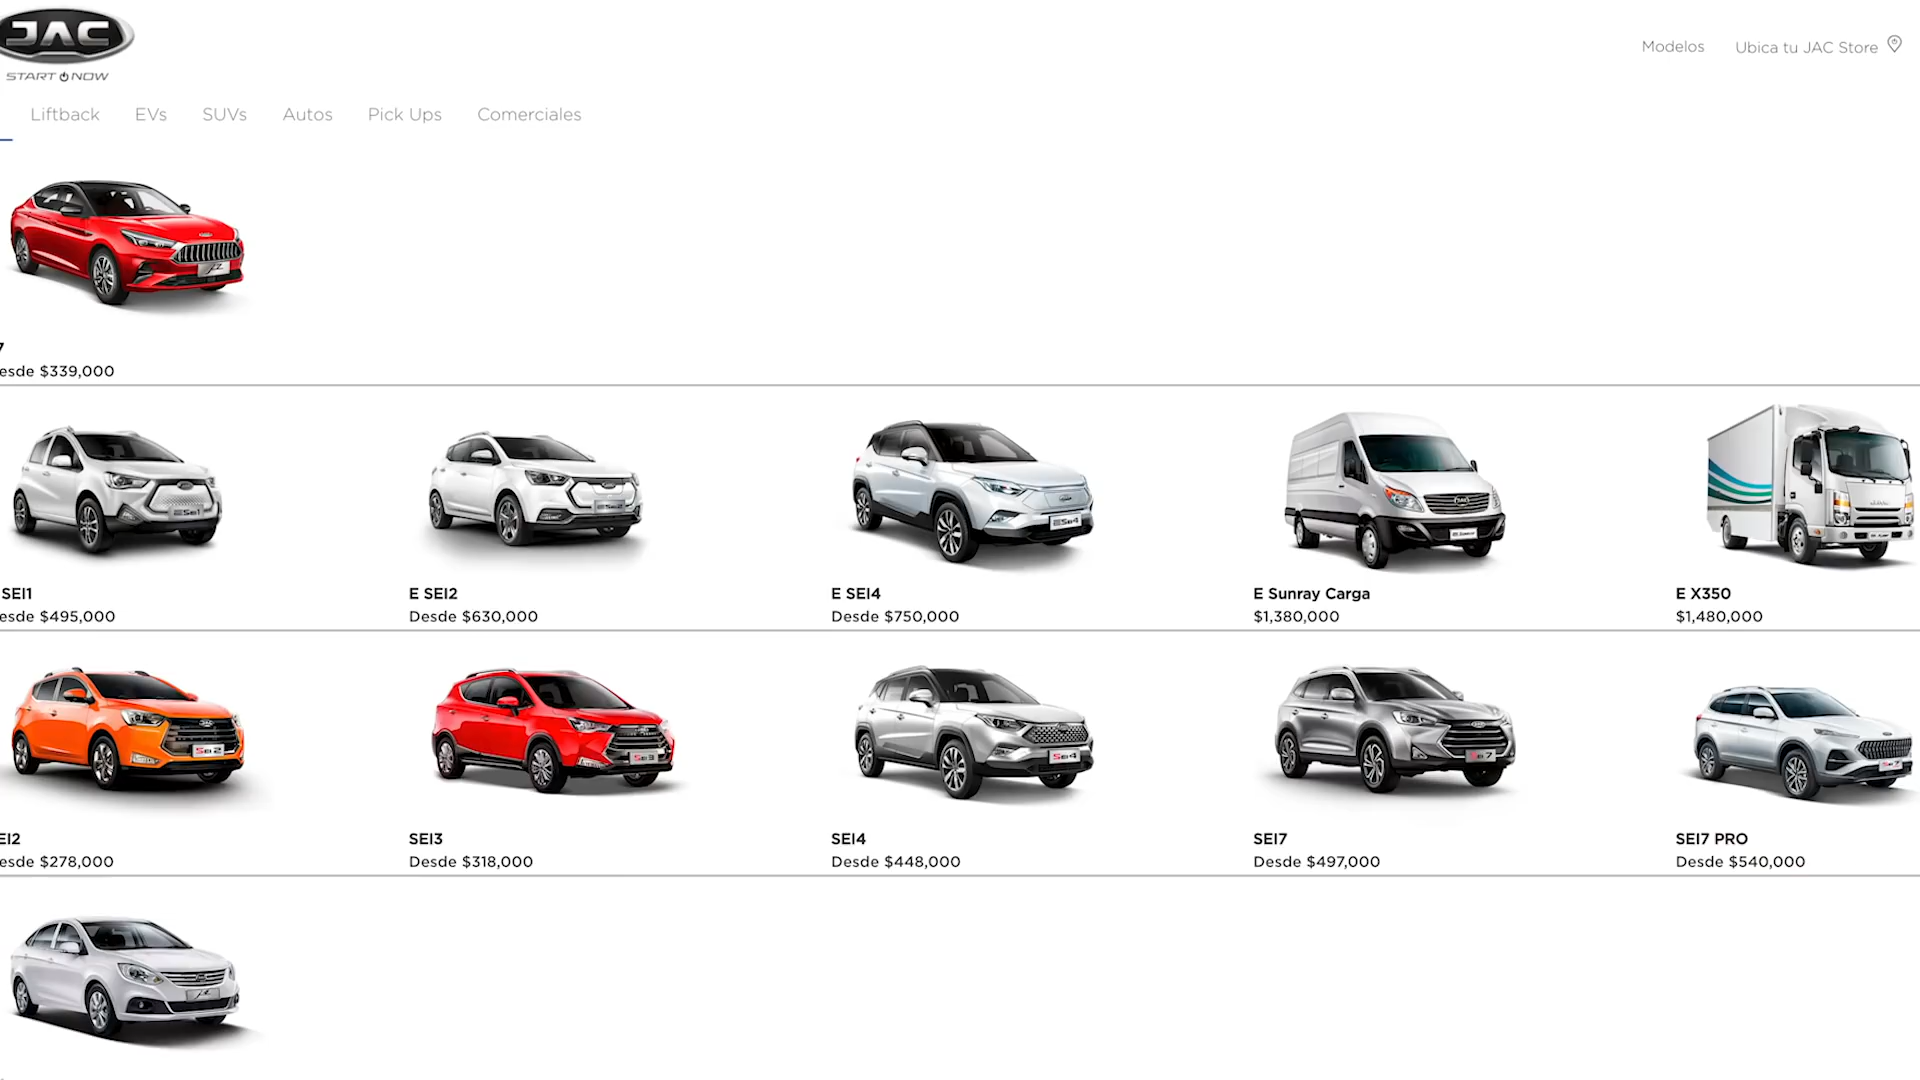 JAC
START NOW
Modelos
Ubica tu JAC Store
Liftback
EVs
SUVs
Autos
Pick Ups
Comerciales
7
esde $339,000
SEI1
E SEI2
E SEI4
E Sunray Carga
E X350
esde $495,000
Desde $630,000
Desde $750,000
$1,380,000
$1,480,000
EI2
SEI3
SEI4
SEI7
SEI7 PRO
esde $278,000
Desde $318,000
Desde $448,000
Desde $497,000
Desde $540,000